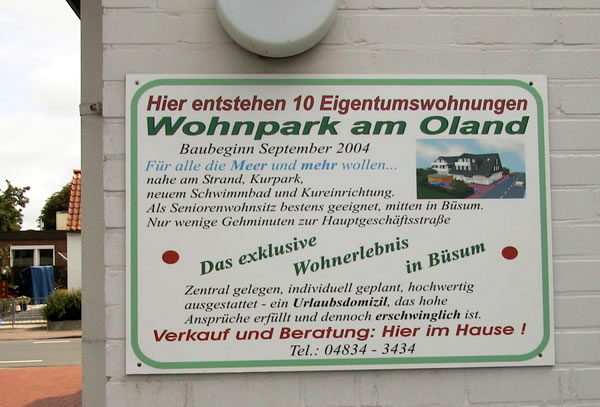 Hier entstehen 10 Eigentumswohnungen
Wohnpark am Oland
Baubeginn September 2004
Für alle die Meer und mehr wollen...
nahe am Strand, Kurpark,
neuem Schwimmbad und Kureinrichtung.
Als Seniorenwohnsitz bestens geeignet, mitten in Büsum.
Nur wenige Gehminuten zur Hauptgeschäftsstraße
Das exklusive
Wohnerlebnis
in Büsum
Zentral gelegen, individuell geplant, hochwertig
ausgestattet - ein Urlaubsdomizil, das hohe
Ansprüche erfüllt und dennoch erschwinglich ist.
Verkauf und Beratung: Hier im Hause !
Tel.: 04834 - 3434